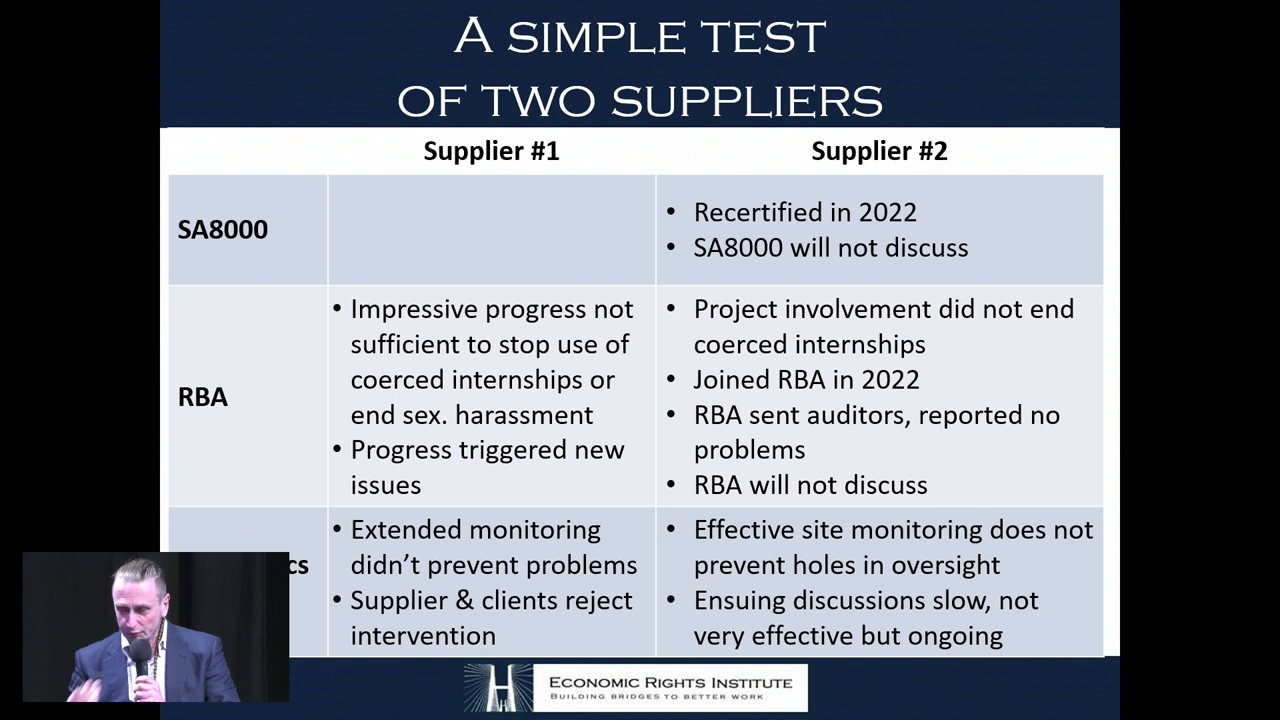 A SIMPLE TEST
OF TWO SUPPLIERS
Supplier #1
Supplier #2
SA8000
• Recertified in 2022
• SA8000 will not discuss
RBA
• Impressive progress not
sufficient to stop use of
coerced internships or
end sex. harassment
• Progress triggered new
issues
• Project involvement did not end
coerced internships
• Joined RBA in 2022
• RBA sent auditors, reported no
problems
• RBA will not discuss
cs
• Extended monitoring
didn’t prevent problems
• Supplier & clients reject
intervention
• Effective site monitoring does not
prevent holes in oversight
• Ensuing discussions slow, not
very effective but ongoing
ECONOMIC RIGHTS INSTITUTE
BUILDING BRIDGES TO BETTER WORK